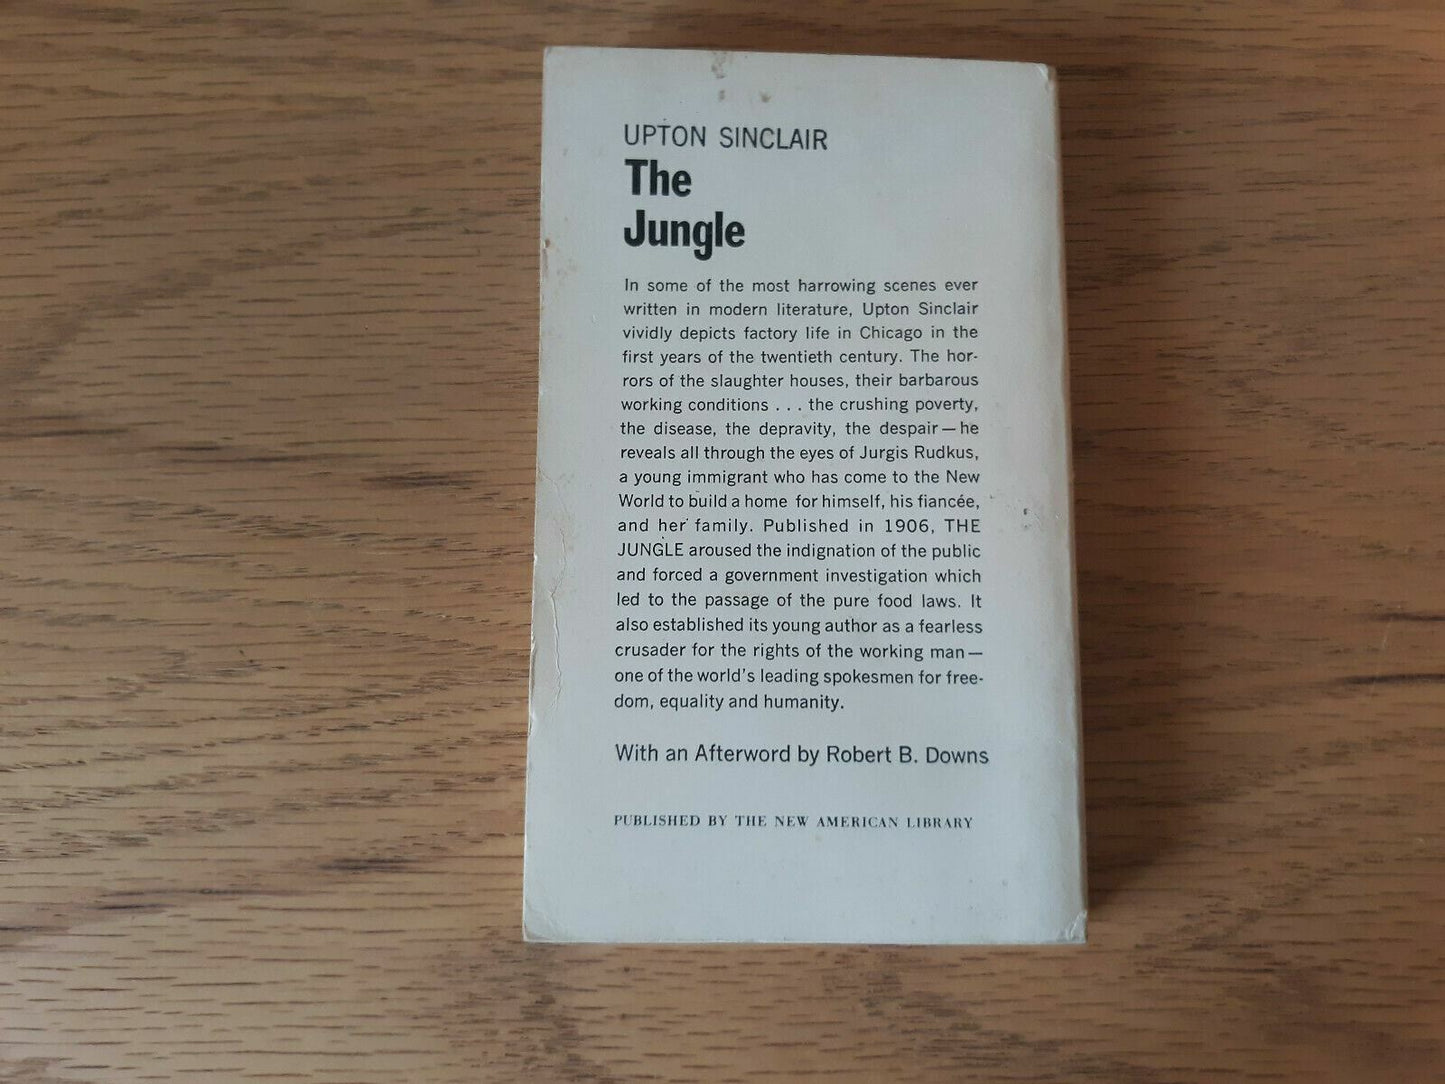 UPTON SINCLAIR
The
Jungle
In some of the most harrowing scenes ever
written in modern literature, Upton Sinclair
vividly depicts factory life in Chicago in the
first years of the twentieth century. The hor-
rors of the slaughter houses, their barbarous
working conditions . . . the crushing poverty,
the disease, the depravity, the despair—he
reveals all through the eyes of Jurgis Rudkus,
a young immigrant who has come to the New
World to build a home for himself, his fiancée,
and her family. Published in 1906, THE
JUNGLE aroused the indignation of the public
and forced a government investigation which
led to the passage of the pure food laws. It
also established its young author as a fearless
crusader for the rights of the working man—
one of the world's leading spokesmen for free-
dom, equality and humanity.
With an Afterword by Robert B. Downs
PUBLISHED BY THE NEW AMERICAN LIBRARY